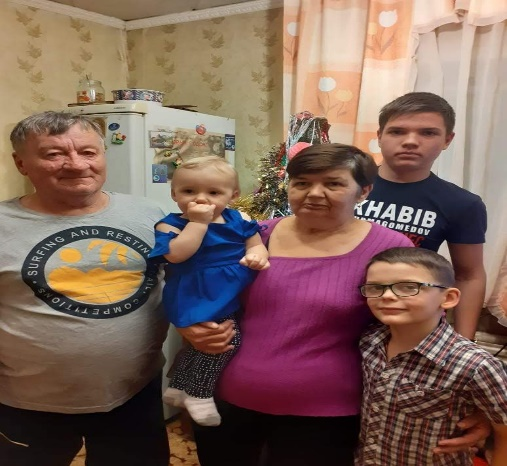 SURFING AND RESTING
COMPETITIONS
KHABIB
NURMAGOMEDOV